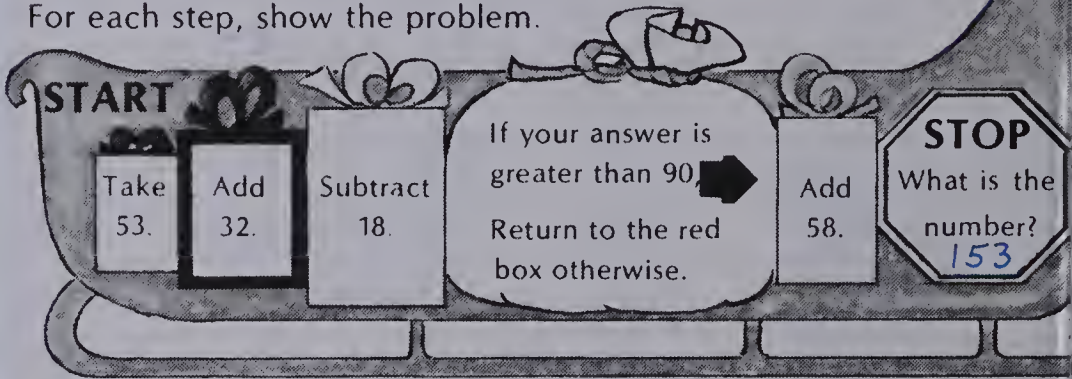 For each step, show the problem.
START
Take
53.
Add
32.
Subtract
18.
If your answer is
greater than 90,
Return to the red
box otherwise.
Add
58.
STOP
What is the
number?
153